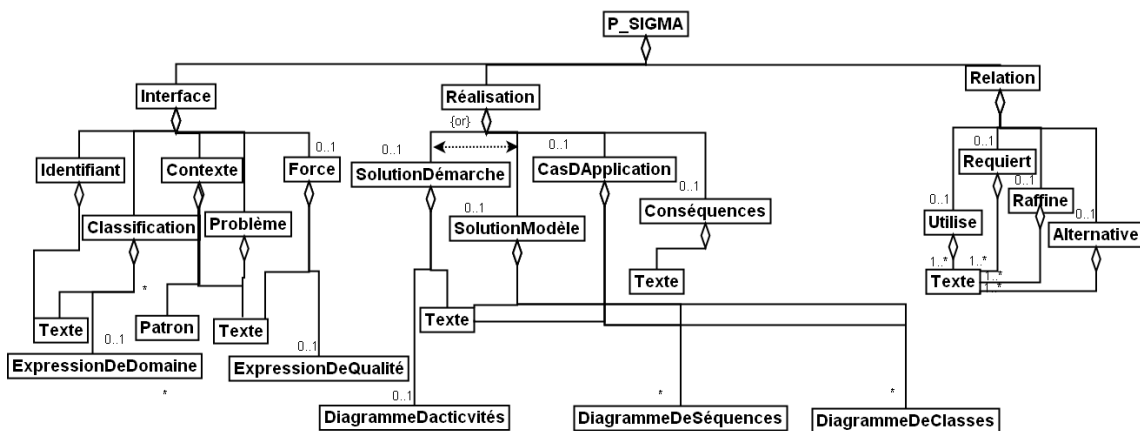 P_SIGMA
Interface
Réalisation
Relation
{or}
0..1
0..1
0..1
0..1
Identifiant
Contexte
Force
SolutionDémarche
CasDApplication
Requiert
0..1
0..1
0..1
0..1
0..1
Classification
Problème
SolutionModèle
Conséquences
Utilise
Raffine
Alternative
Texte
1..*
1..*
1..*
1..*
Texte
*
Texte
Patron
Texte
Texte
0..1
0..1
ExpressionDeDomaine
ExpressionDeQualité
*
0..1
*
*
DiagrammeDacticvités
DiagrammeDeSéquences
DiagrammeDeClasses